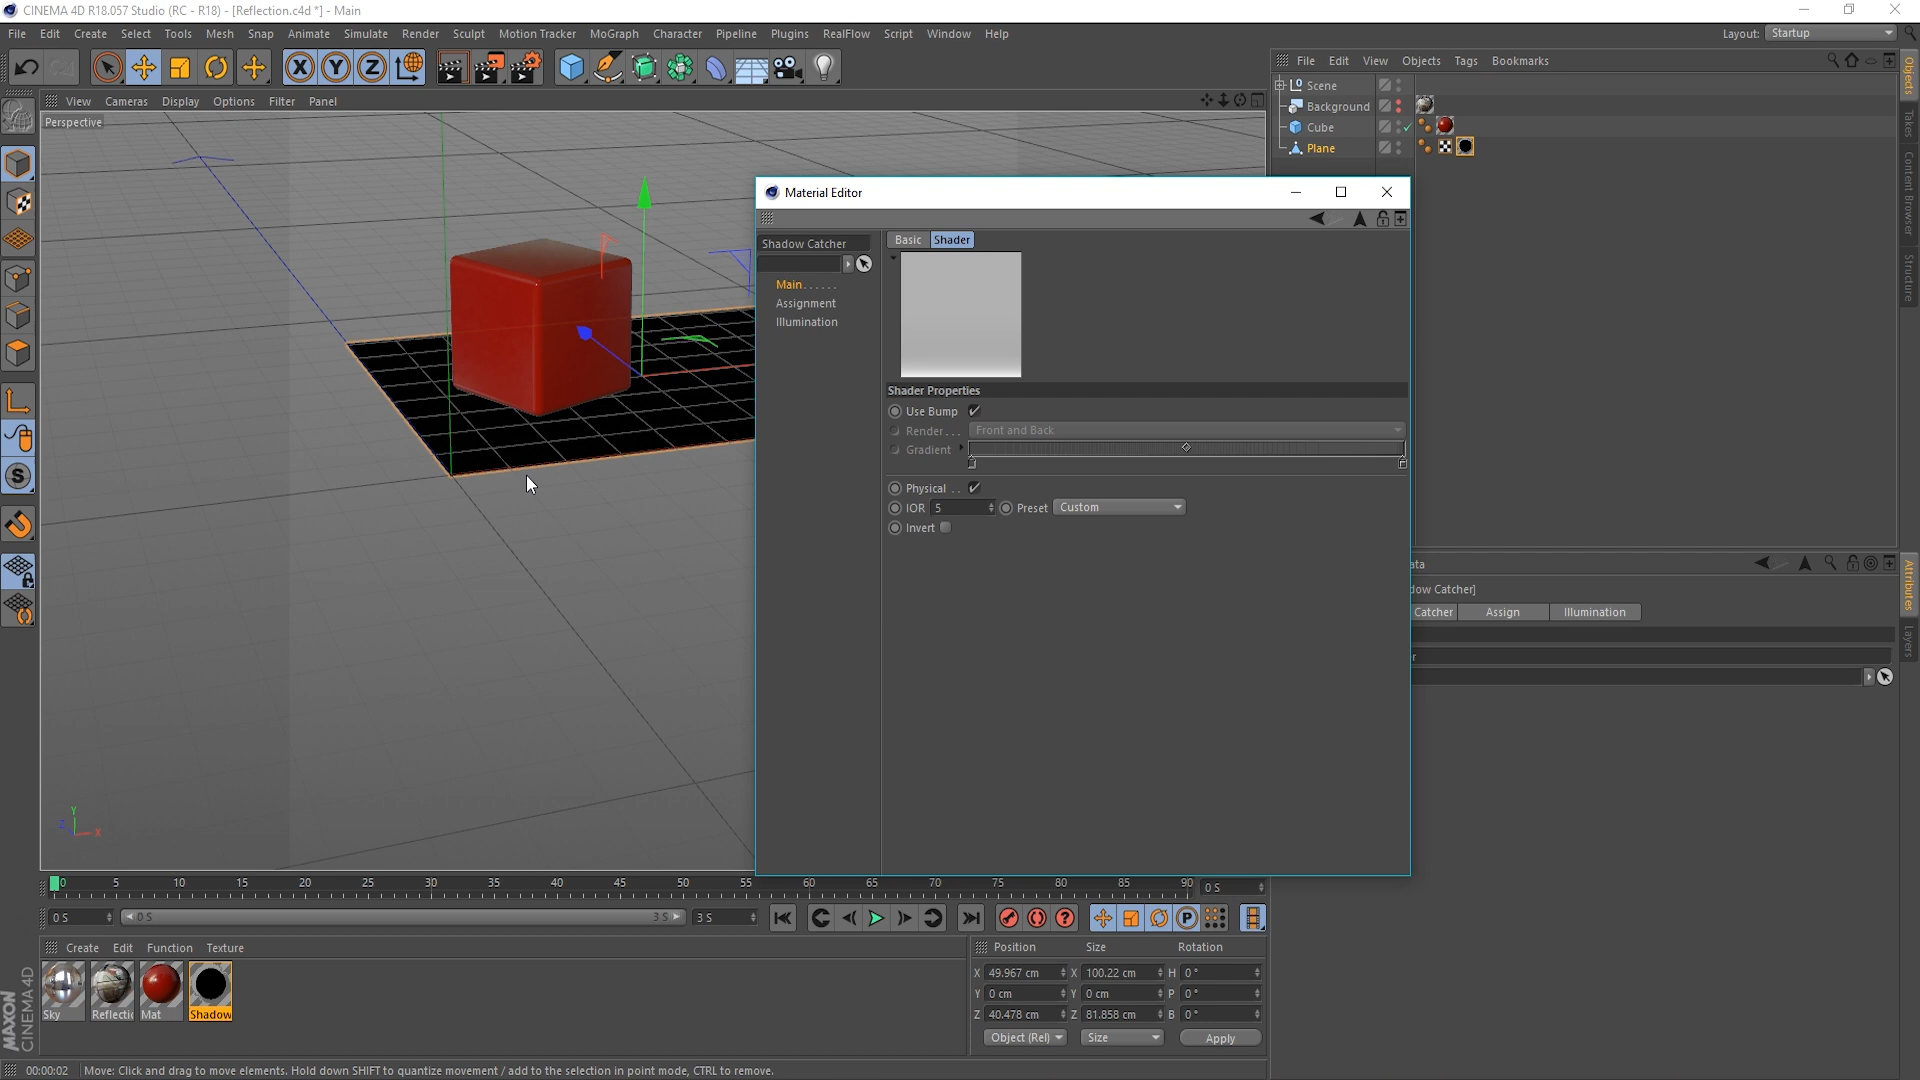 CINEMA 4D R18.057 Studio (RC - R18) - [Reflection.c4d *] - Main
File Edit Create Select Tools Mesh Snap Animate Simulate Render Sculpt Motion Tracker MoGraph Character Pipeline Plugins RealFlow Script Window Help
Layout: Startup
View Cameras Display Options Filter Panel
Perspective
File Edit View Objects Tags Bookmarks
Scene
Background
Cube
Plane
Objects
Takes
Content Browser
Structure
Material Editor
Shadow Catcher
Main......
Assignment
Illumination
Basic Shader
Shader Properties
Use Bump
Render... Front and Back
Gradient
Physical ..
IOR 5 Preset Custom
Invert
ata
dow Catcher]
Catcher Assign Illumination
r
Attributes
Layers
Y
Z X
0 5 10 15 20 25 30 35 40 45 50 55 60 65 70 75 80 85 90 0 S
0 S 0 S 3 S 3 S
P
Create Edit Function Texture
Sky Reflectic Mat Shadow
MAXON CINEMA4D
Position Size Rotation
X 49.967 cm X 100.22 cm H 0°
Y 0 cm Y 0 cm P 0°
Z 40.478 cm Z 81.858 cm B 0°
Object (Rel) Size Apply
00:00:02 Move: Click and drag to move elements. Hold down SHIFT to quantize movement / add to the selection in point mode, CTRL to remove.